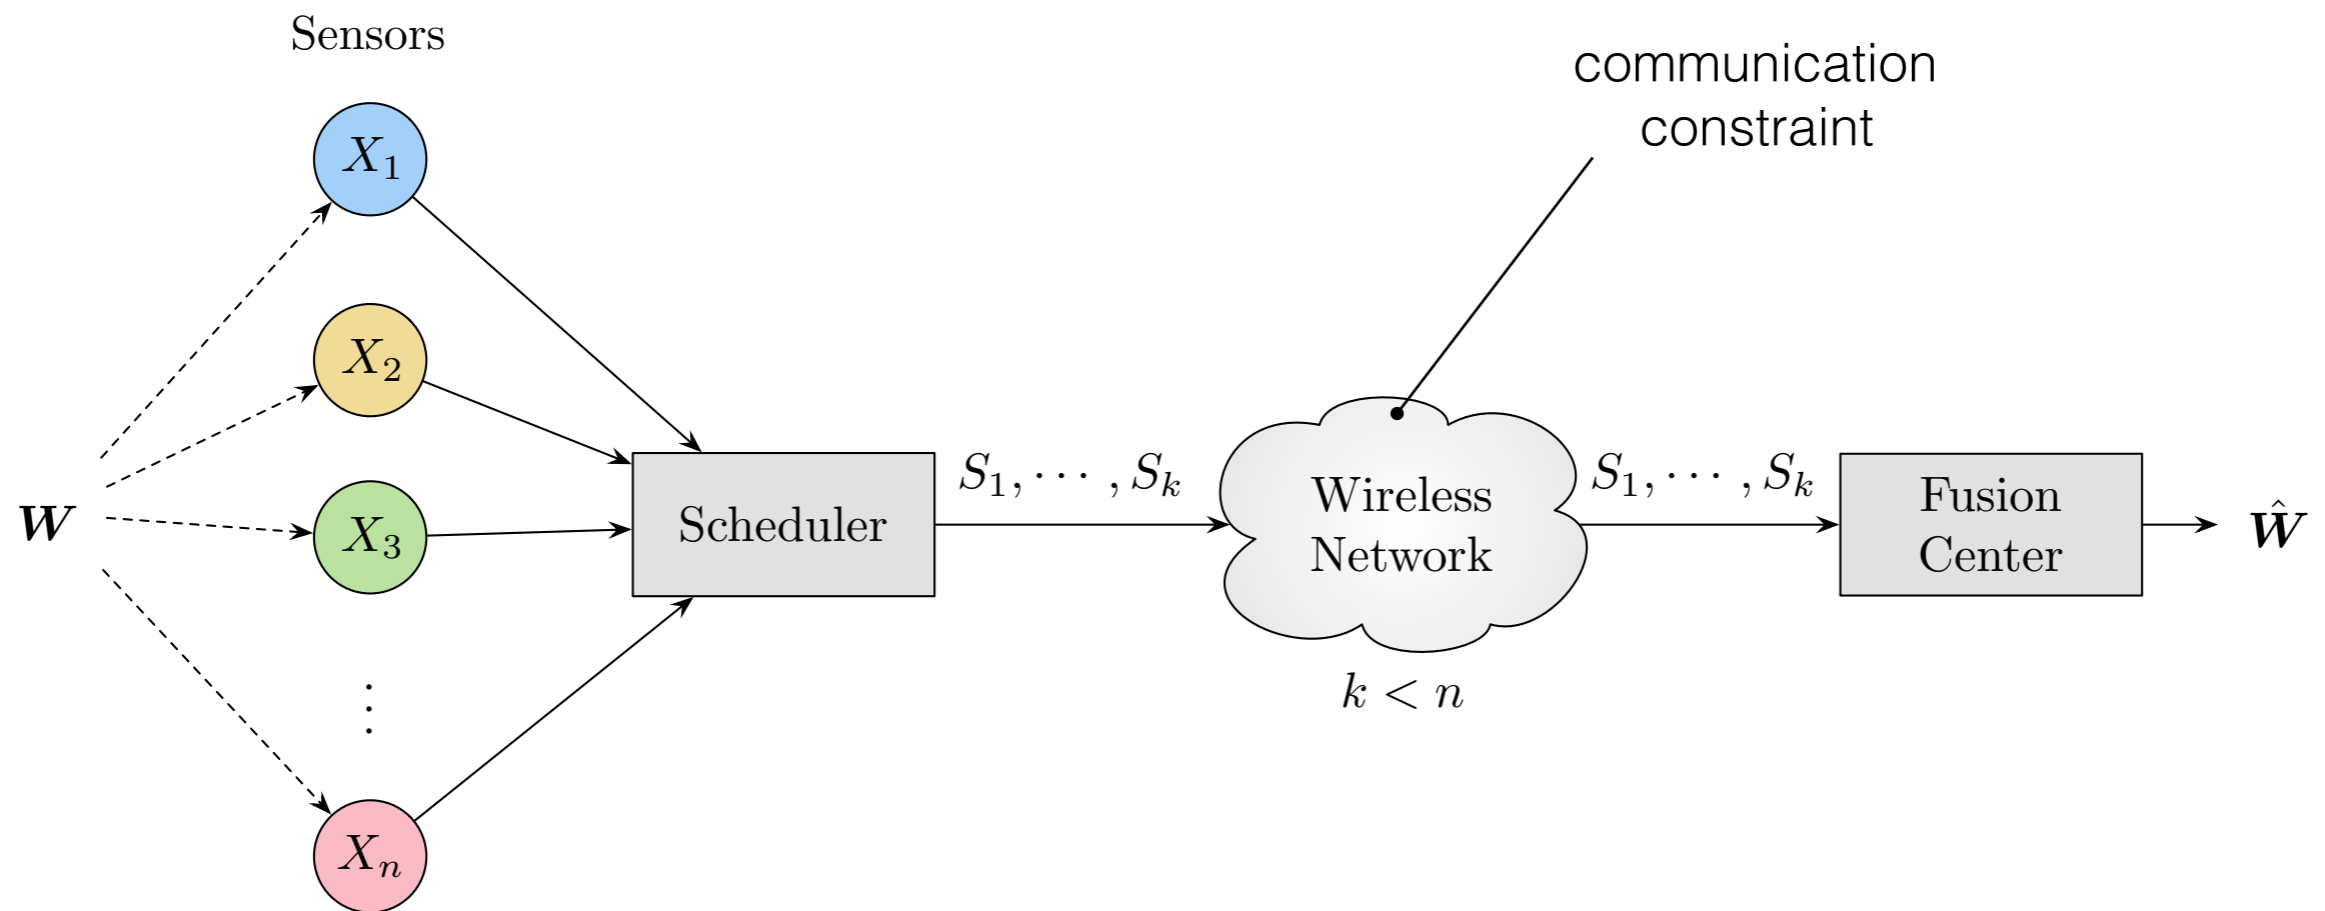 Sensors
communication
constraint
X₁
X₂
X₃
⋮
Xₙ
W
Scheduler
S₁, ⋯ , Sₖ
Wireless
Network
k < n
S₁, ⋯ , Sₖ
Fusion
Center
Ŵ